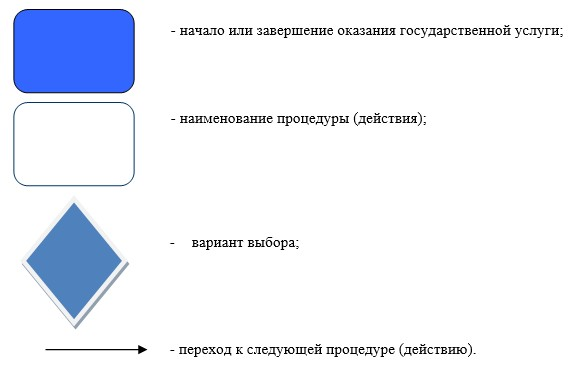 - начало или завершение оказания государственной услуги;
- наименование процедуры (действия);
- вариант выбора;
- переход к следующей процедуре (действию).